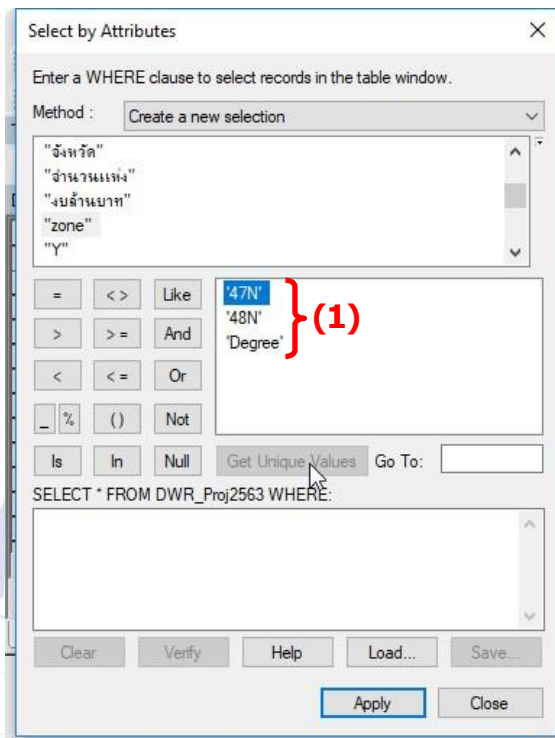 Select by Attributes
Enter a WHERE clause to select records in the table window.
Method : Create a new selection
"จังหวัด"
"จำนวนแห่ง"
"งบล้านบาท"
"zone"
"Y"
= < > Like
> > = And
< < = Or
_ % ( ) Not
Is In Null
'47N'
'48N'
'Degree'
(1)
Get Unique Values Go To:
SELECT * FROM DWR_Proj2563 WHERE:
Clear Verify Help Load... Save...
Apply Close